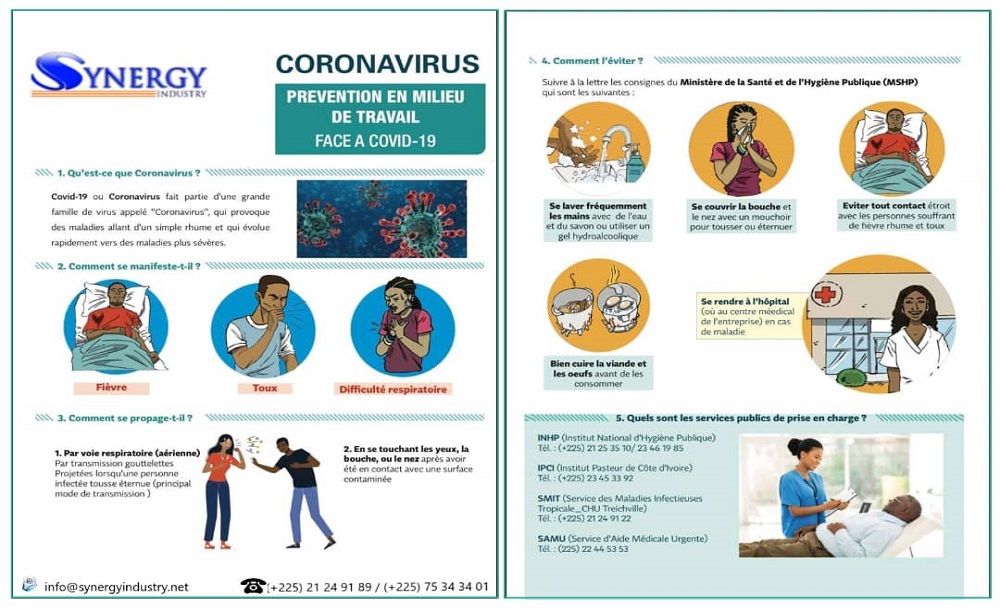 SYNERGY
INDUSTRY
CORONAVIRUS
PREVENTION EN MILIEU
DE TRAVAIL
FACE A COVID-19
1. Qu'est-ce que Coronavirus ?
Covid-19 ou Coronavirus fait partie d'une grande
famille de virus appelé "Coronavirus", qui provoque
des maladies allant d'un simple rhume et qui évolue
rapidement vers des maladies plus sévères.
2. Comment se manifeste-t-il ?
Fièvre
Toux
Difficulté respiratoire
3. Comment se propage-t-il ?
1. Par voie respiratoire (aérienne)
Par transmission gouttelettes
Projetées lorsqu'une personne
infectée tousse éternue (principal
mode de transmission )
2. En se touchant les yeux, la
bouche, ou le nez après avoir
été en contact avec une surface
contaminée
info@synergyindustry.net
(+225) 21 24 91 89 / (+225) 75 34 34 01
4. Comment l'éviter ?
Suivre à la lettre les consignes du Ministère de la Santé et de l'Hygiène Publique (MSHP)
qui sont les suivantes :
Se laver fréquemment
les mains avec de l'eau
et du savon ou utiliser un
gel hydroalcoolique
Se couvrir la bouche et
le nez avec un mouchoir
pour tousser ou éternuer
Eviter tout contact étroit
avec les personnes souffrant
de fièvre rhume et toux
Bien cuire la viande et
les oeufs avant de les
consommer
Se rendre à l'hôpital
(où au centre méedical
de l'entreprise) en cas
de maladie
5. Quels sont les services publics de prise en charge ?
INHP (Institut National d'Hygiène Publique)
Tél. : (+225) 21 25 35 10/ 23 46 19 85
IPCI (Institut Pasteur de Côte d'Ivoire)
Tél. : (+225) 23 45 33 92
SMIT (Service des Maladies Infectieuses
Tropicale_CHU Treichville)
Tél. : (+225) 21 24 91 22
SAMU (Service d'Aide Médicale Urgente)
Tél. : (225) 22 44 53 53